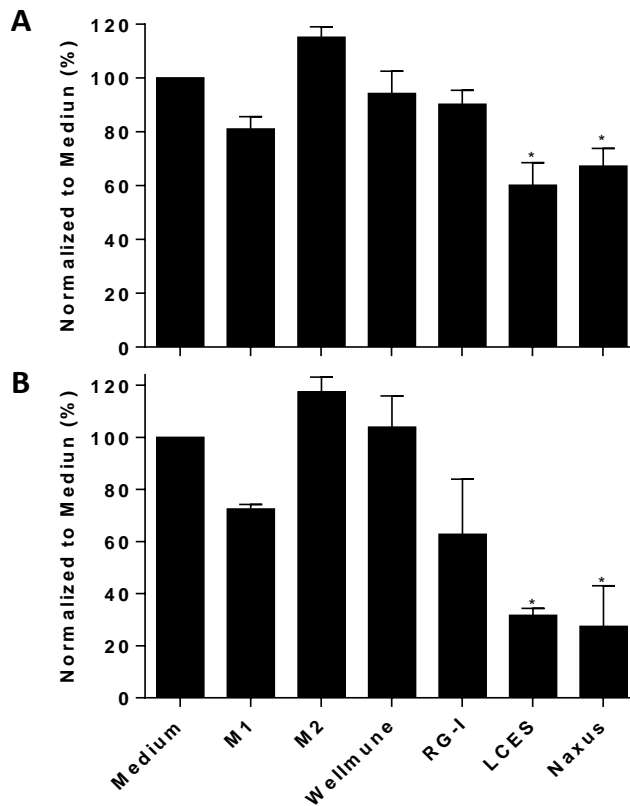 A
Normalized to Mediun (%)
120
100
80
60
40
20
0
*
*
B
Normalized to Mediun (%)
120
100
80
60
40
20
0
*
*
Medium
M1
M2
Wellmune
RG-I
LCES
Naxus